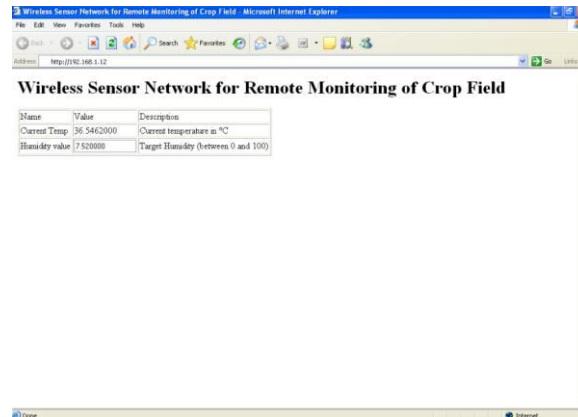 Wireless Sensor Network for Remote Monitoring of Crop Field - Microsoft Internet Explorer
File Edit View Favorites Tools Help
Back Search Favorites
Address http://192.168.1.12 Go Links
Wireless Sensor Network for Remote Monitoring of Crop Field
Name Value Description
Current Temp 36.5462000 Current temperature in °C
Humidity value 7.520000 Target Humidity (between 0 and 100)
Done Internet